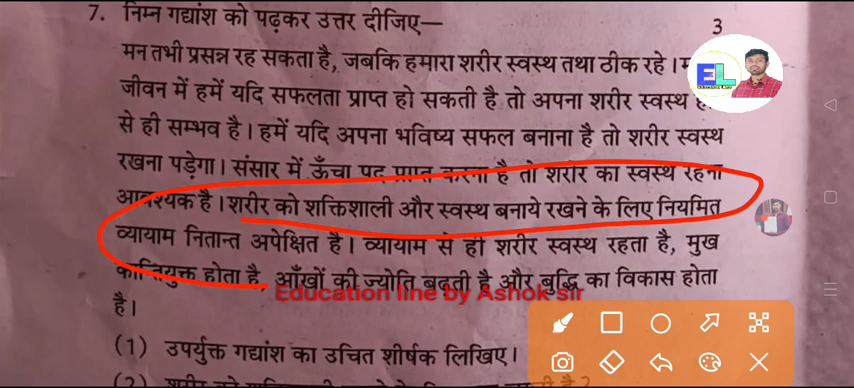 7. निम्न गद्यांश को पढ़कर उत्तर दीजिए—
3
मन तभी प्रसन्न रह सकता है, जबकि हमारा शरीर स्वस्थ तथा ठीक रहे।
जीवन में हमें यदि सफलता प्राप्त हो सकती है तो अपना शरीर स्वस्थ
से ही सम्भव है। हमें यदि अपना भविष्य सफल बनाना है तो शरीर स्वस्थ
रखना पड़ेगा। संसार में ऊँचा पद प्राप्त करना है तो शरीर का स्वस्थ रहना
आवश्यक है। शरीर को शक्तिशाली और स्वस्थ बनाये रखने के लिए नियमित
व्यायाम नितान्त अपेक्षित है। व्यायाम से ही शरीर स्वस्थ रहता है, मुख
कान्तियुक्त होता है, आँखों की ज्योति बढ़ती है और बुद्धि का विकास होता
है।
Education line by Ashok sir
(1) उपर्युक्त गद्यांश का उचित शीर्षक लिखिए।
(2)
EL